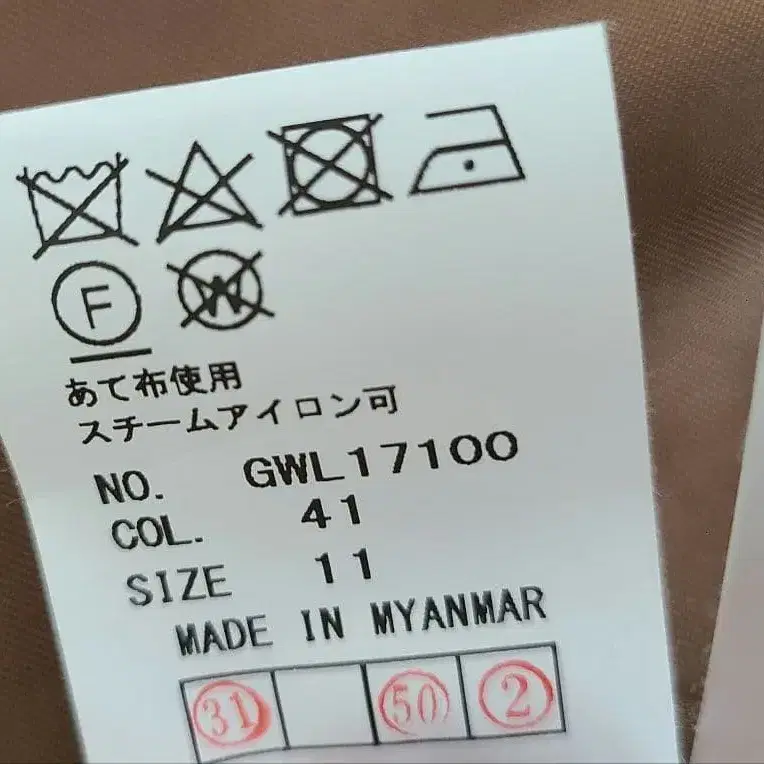 F W
あて布使用
スチームアイロン可
NO. GWL17100
COL. 41
SIZE 11
MADE IN MYANMAR
31 50 2